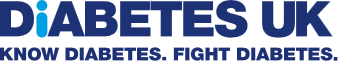 DiABETES UK
KNOW DIABETES. FIGHT DIABETES.